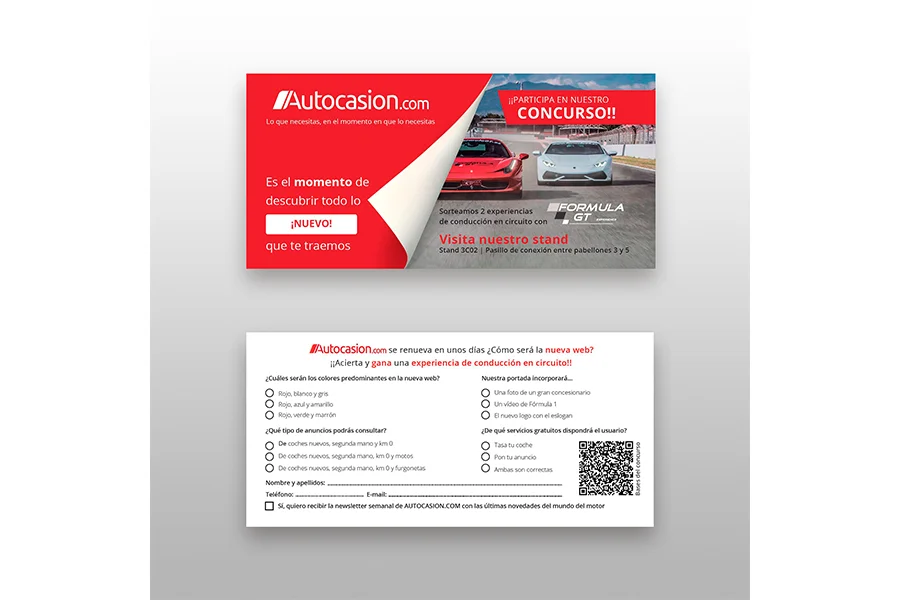 Autocasion.com
Lo que necesitas, en el momento en que lo necesitas
Es el momento de
descubrir todo lo
¡NUEVO!
que te traemos
¡¡PARTICIPA EN NUESTRO
CONCURSO!!
Sorteamos 2 experiencias
de conducción en circuito con
FORMULA
GT
Visita nuestro stand
Stand 3C02 | Pasillo de conexión entre pabellones 3 y 5
Autocasion.com se renueva en unos días ¿Cómo será la nueva web?
¡¡Acierta y gana una experiencia de conducción en circuito!!
¿Cuáles serán los colores predominantes en la nueva web?
Rojo, blanco y gris
Rojo, azul y amarillo
Rojo, verde y marrón
¿Qué tipo de anuncios podrás consultar?
De coches nuevos, segunda mano y km 0
De coches nuevos, segunda mano, km 0 y motos
De coches nuevos, segunda mano, km 0 y furgonetas
Nuestra portada incorporará...
Una foto de un gran concesionario
Un vídeo de Fórmula 1
El nuevo logo con el eslogan
¿De qué servicios gratuitos dispondrá el usuario?
Tasa tu coche
Pon tu anuncio
Ambas son correctas
Bases del concurso
Nombre y apellidos:
Teléfono: E-mail:
Sí, quiero recibir la newsletter semanal de AUTOCASION.COM con las últimas novedades del mundo del motor